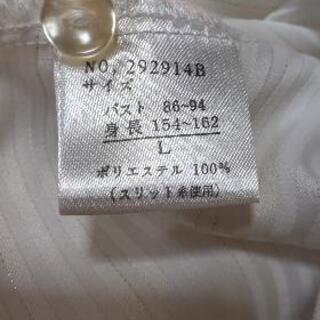 NO, 292914B
サイズ
バスト 86~94
身長 154~162
L
ポリエステル 100%
(スリット糸使用)